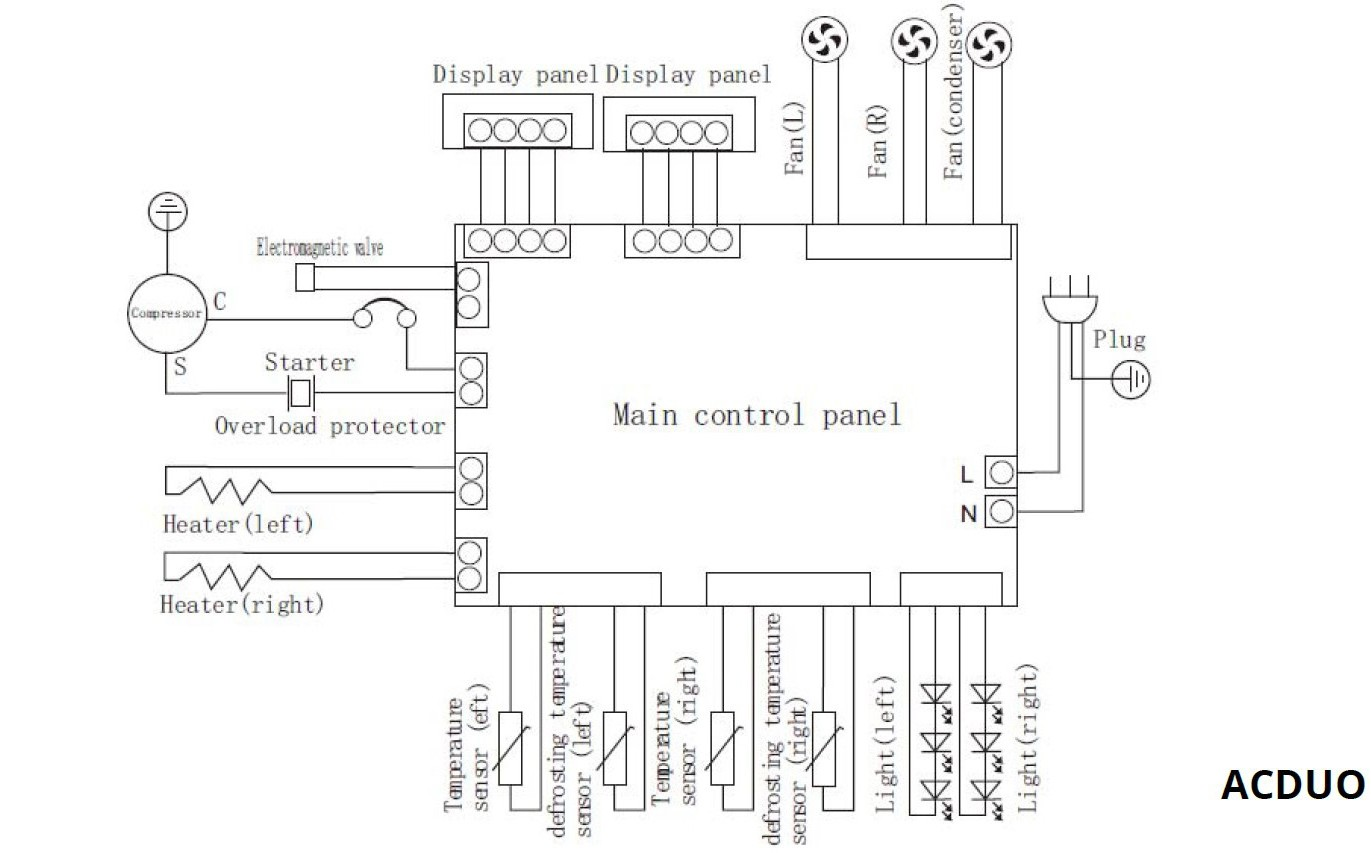 Display panel
Display panel
Fan(L)
Fan(R)
Fan(condenser)
Electromagnetic valve
Compressor
C
S
Starter
Overload protector
Plug
Main control panel
L
N
Heater(left)
Heater(right)
Temperature
sensor (eft)
defrosting temperature
sensor (left)
Temperature
sensor (right)
defrosting temperature
sensor (right)
Light(left)
Light(right)
ACDUO